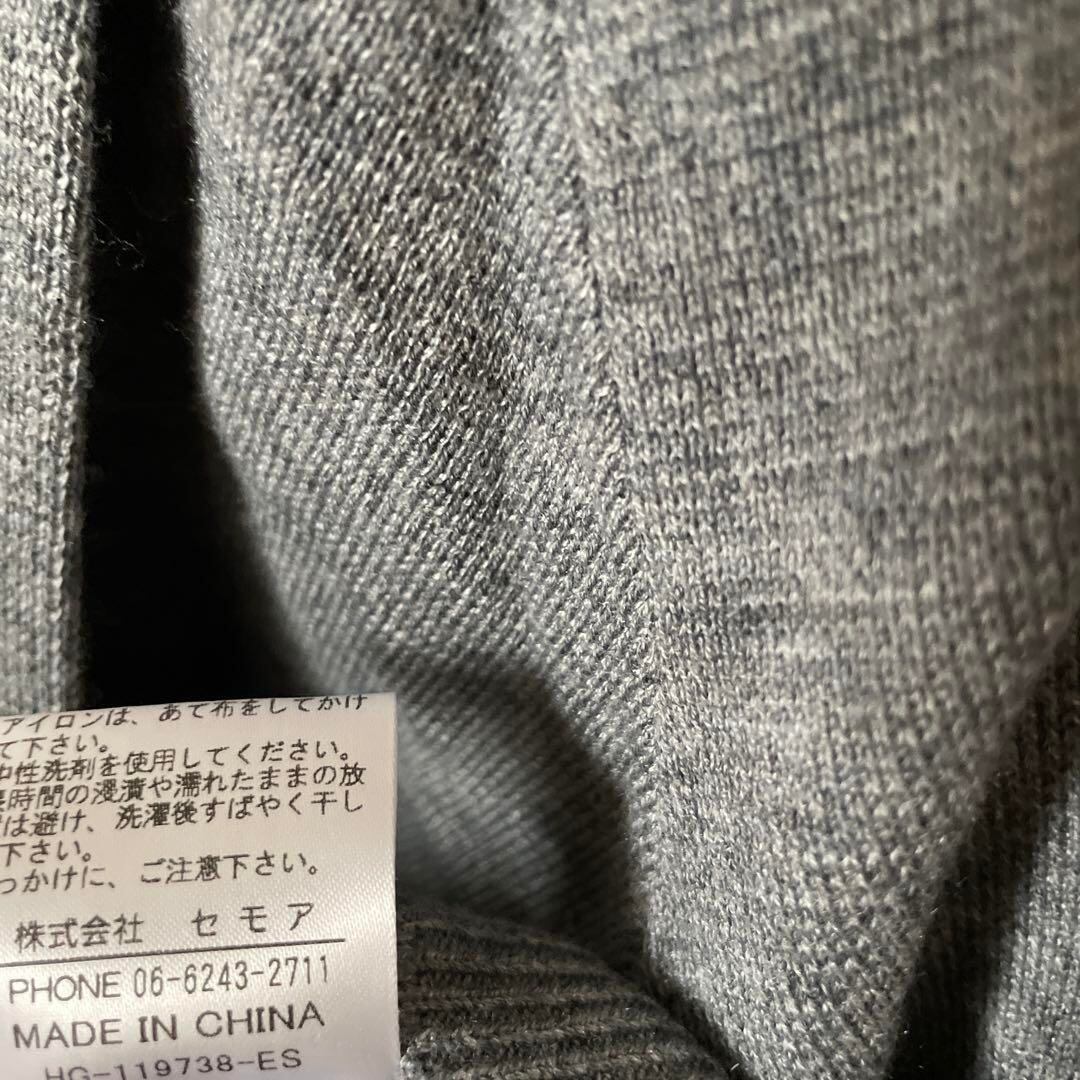 アイロンは、あて布をしてかけ
て下さい。
中性洗剤を使用してください。
時間の浸漬や濡れたままの放
は避け、洗濯後すばやく干し
下さい。
っかけに、ご注意下さい。
株式会社 セモア
PHONE 06-6243-2711
MADE IN CHINA
HG-119738-ES